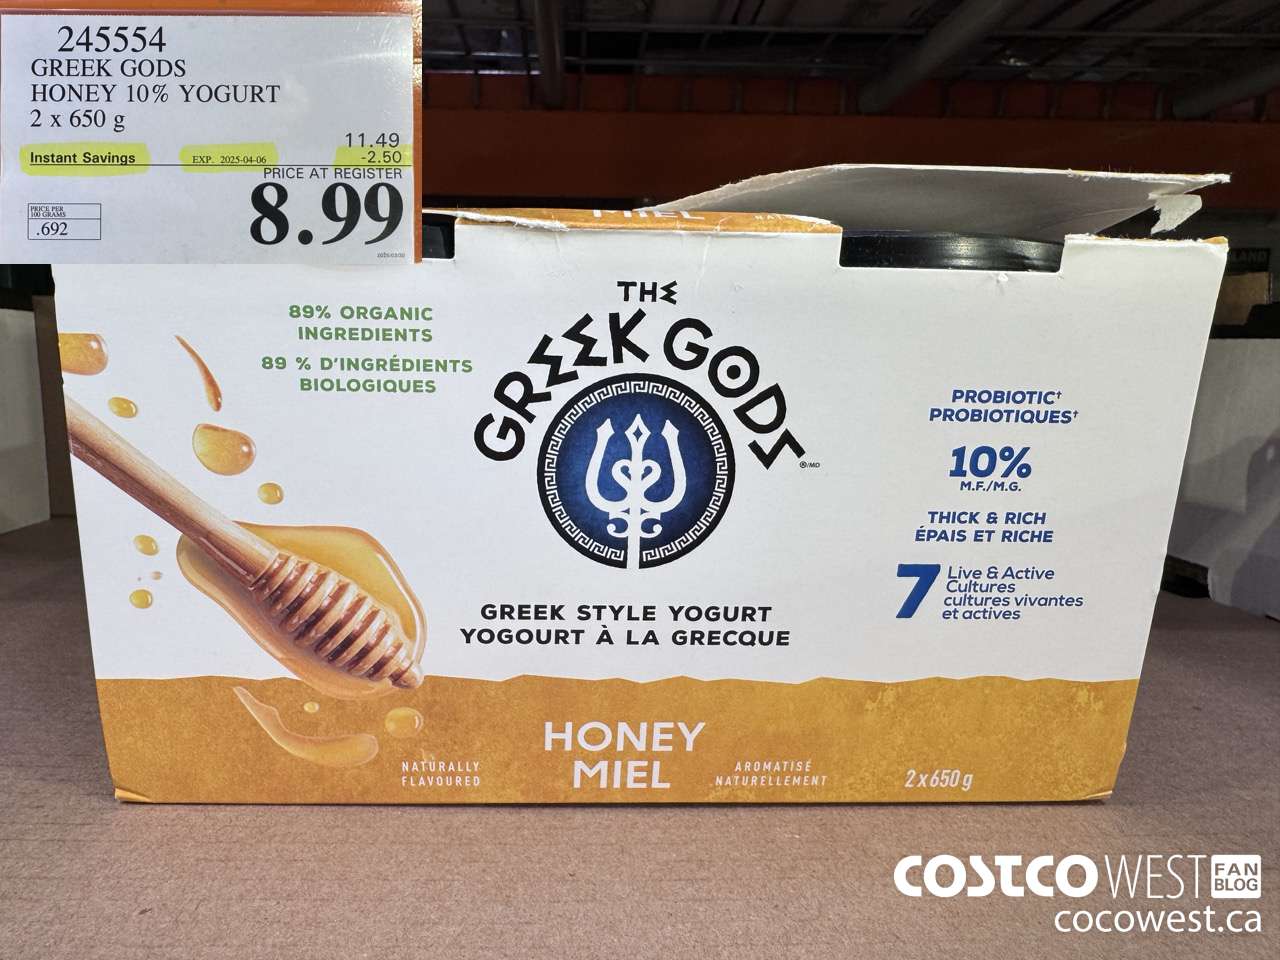 245554
GREEK GODS
HONEY 10% YOGURT
2 x 650 g
11.49
Instant Savings EXP. 2025-04-06 -2.50
PRICE AT REGISTER
8.99
PRICE PER
100 GRAMS
.692
THE
GREEK GODS
®/MD
89% ORGANIC
INGREDIENTS
89 % D'INGRÉDIENTS
BIOLOGIQUES
PROBIOTIC†
PROBIOTIQUES†
10%
M.F./M.G.
THICK & RICH
ÉPAIS ET RICHE
7 Live & Active
Cultures
cultures vivantes
et actives
GREEK STYLE YOGURT
YOGOURT À LA GRECQUE
HONEY
MIEL
NATURALLY
FLAVOURED
AROMATISÉ
NATURELLEMENT
2x650g
COSTCO WEST FAN BLOG
cocowest.ca